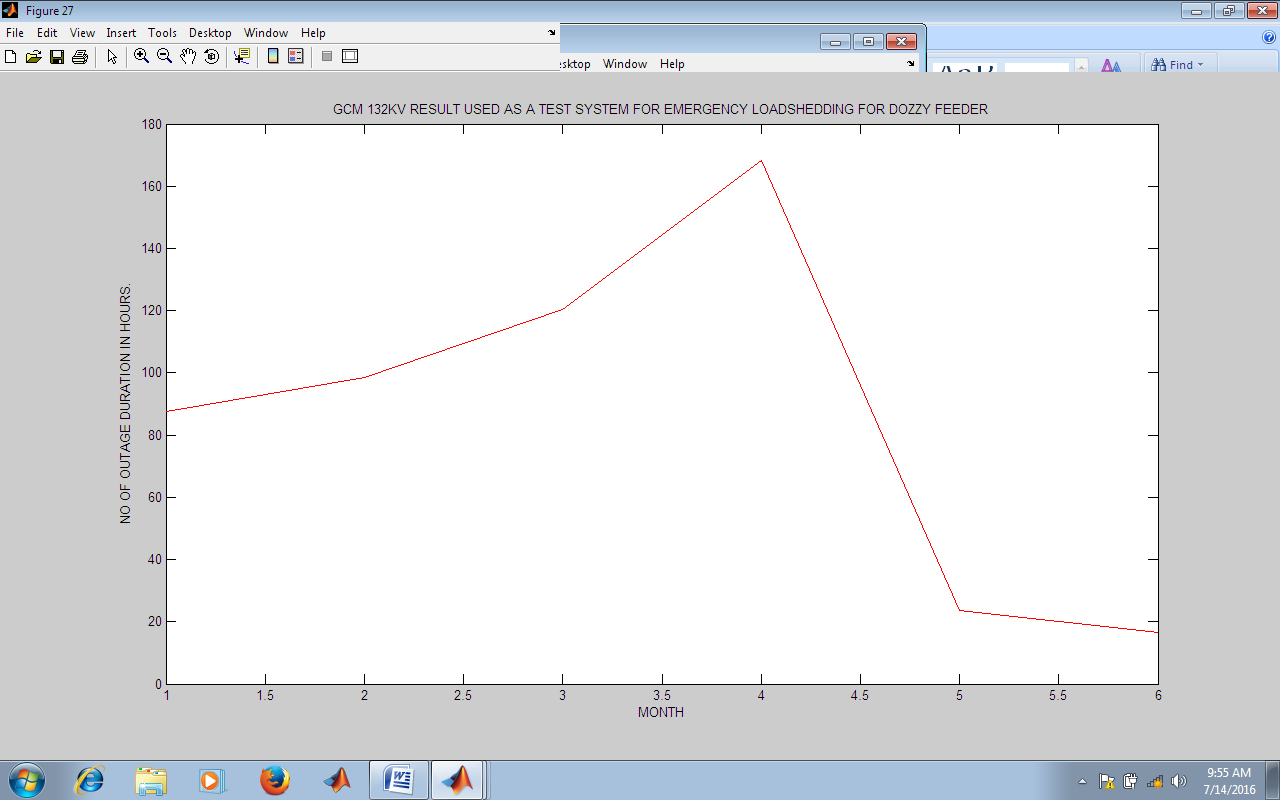 Figure 27
File Edit View Insert Tools Desktop Window Help
Window Help
Find
GCM 132KV RESULT USED AS A TEST SYSTEM FOR EMERGENCY LOADSHEDDING FOR DOZZY FEEDER
NO OF OUTAGE DURATION IN HOURS.
180
160
140
120
100
80
60
40
20
0
1 1.5 2 2.5 3 3.5 4 4.5 5 5.5 6
MONTH
9:55 AM
7/14/2016